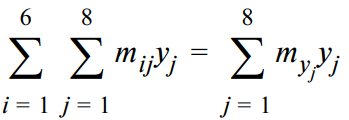 6 8 8
∑ ∑ m_{ij}y_j = ∑ m_{y_j}y_j
i = 1 j = 1 j = 1